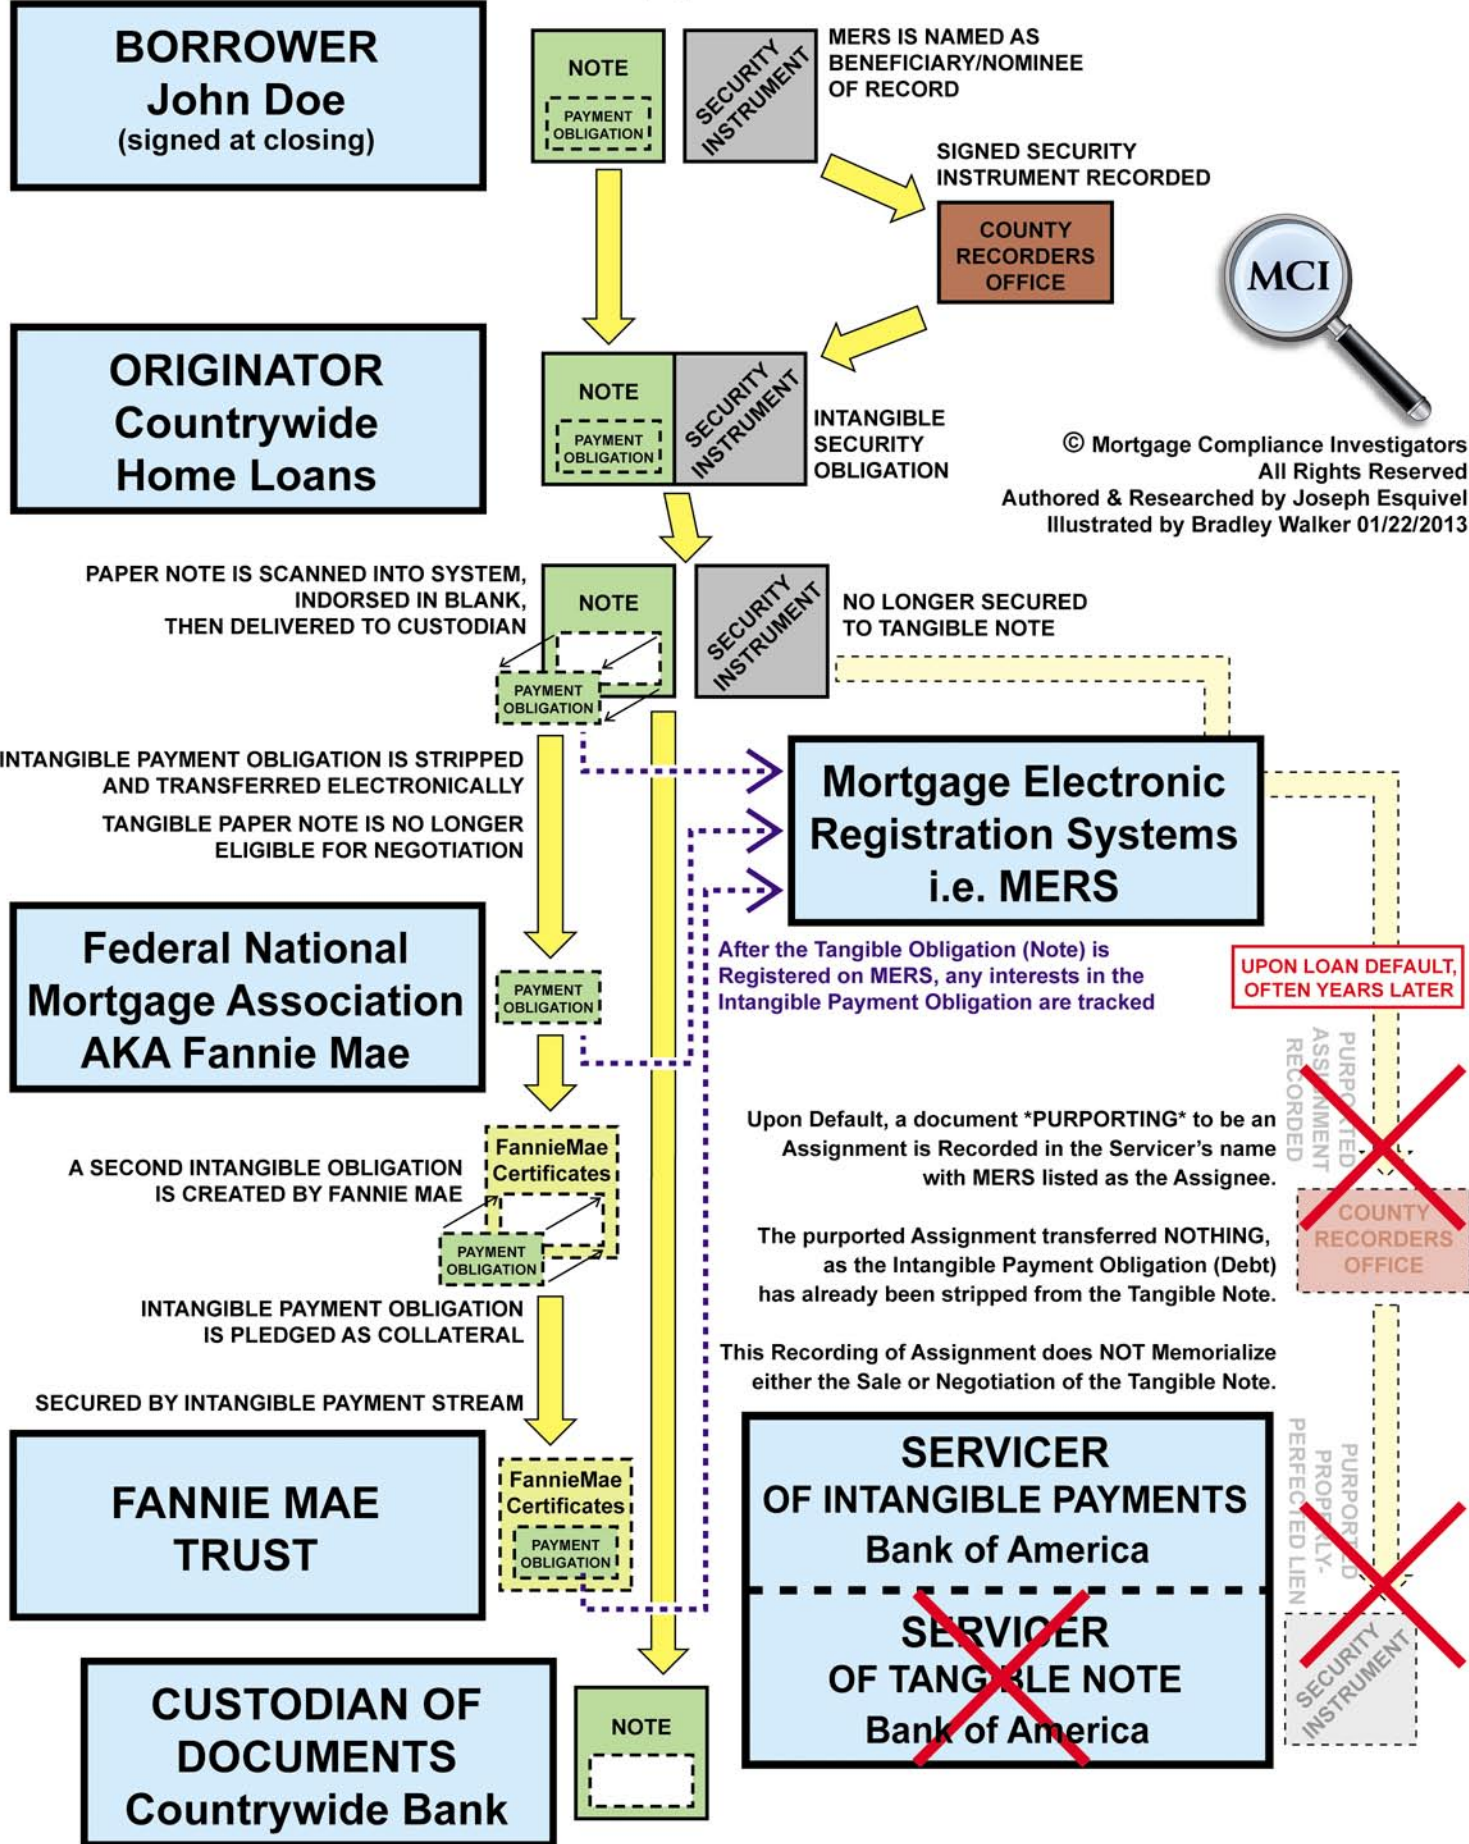 BORROWER
John Doe
(signed at closing)
NOTE
PAYMENT
OBLIGATION
SECURITY
INSTRUMENT
MERS IS NAMED AS
BENEFICIARY/NOMINEE
OF RECORD
SIGNED SECURITY
INSTRUMENT RECORDED
COUNTY
RECORDERS
OFFICE
MCI
ORIGINATOR
Countrywide
Home Loans
NOTE
PAYMENT
OBLIGATION
SECURITY
INSTRUMENT
INTANGIBLE
SECURITY
OBLIGATION
© Mortgage Compliance Investigators
All Rights Reserved
Authored & Researched by Joseph Esquivel
Illustrated by Bradley Walker 01/22/2013
PAPER NOTE IS SCANNED INTO SYSTEM,
INDORSED IN BLANK,
THEN DELIVERED TO CUSTODIAN
NOTE
PAYMENT
OBLIGATION
SECURITY
INSTRUMENT
NO LONGER SECURED
TO TANGIBLE NOTE
INTANGIBLE PAYMENT OBLIGATION IS STRIPPED
AND TRANSFERRED ELECTRONICALLY
TANGIBLE PAPER NOTE IS NO LONGER
ELIGIBLE FOR NEGOTIATION
Mortgage Electronic
Registration Systems
i.e. MERS
Federal National
Mortgage Association
AKA Fannie Mae
PAYMENT
OBLIGATION
After the Tangible Obligation (Note) is
Registered on MERS, any interests in the
Intangible Payment Obligation are tracked
UPON LOAN DEFAULT,
OFTEN YEARS LATER
PURPORTED
ASSIGNMENT
RECORDED
FannieMae
Certificates
PAYMENT
OBLIGATION
A SECOND INTANGIBLE OBLIGATION
IS CREATED BY FANNIE MAE
Upon Default, a document *PURPORTING* to be an
Assignment is Recorded in the Servicer's name
with MERS listed as the Assignee.
COUNTY
RECORDERS
OFFICE
The purported Assignment transferred NOTHING,
as the Intangible Payment Obligation (Debt)
has already been stripped from the Tangible Note.
INTANGIBLE PAYMENT OBLIGATION
IS PLEDGED AS COLLATERAL
This Recording of Assignment does NOT Memorialize
either the Sale or Negotiation of the Tangible Note.
SECURED BY INTANGIBLE PAYMENT STREAM
FANNIE MAE
TRUST
FannieMae
Certificates
PAYMENT
OBLIGATION
SERVICER
OF INTANGIBLE PAYMENTS
Bank of America
SERVICER
OF TANGIBLE NOTE
Bank of America
PURPORTED
PROPERLY-
PERFECTED LIEN
SECURITY
INSTRUMENT
CUSTODIAN OF
DOCUMENTS
Countrywide Bank
NOTE